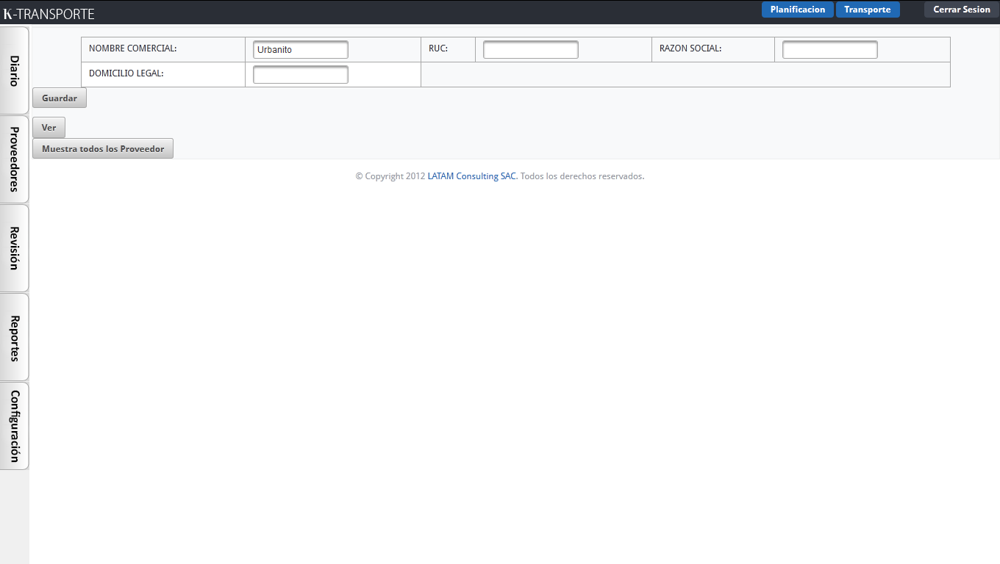 K-TRANSPORTE Planificacion Transporte Cerrar Sesion
Diario
Proveedores
Revisión
Reportes
Configuración
NOMBRE COMERCIAL: Urbanito RUC: RAZON SOCIAL:
DOMICILIO LEGAL:
Guardar
Ver
Muestra todos los Proveedor
© Copyright 2012 LATAM Consulting SAC. Todos los derechos reservados.